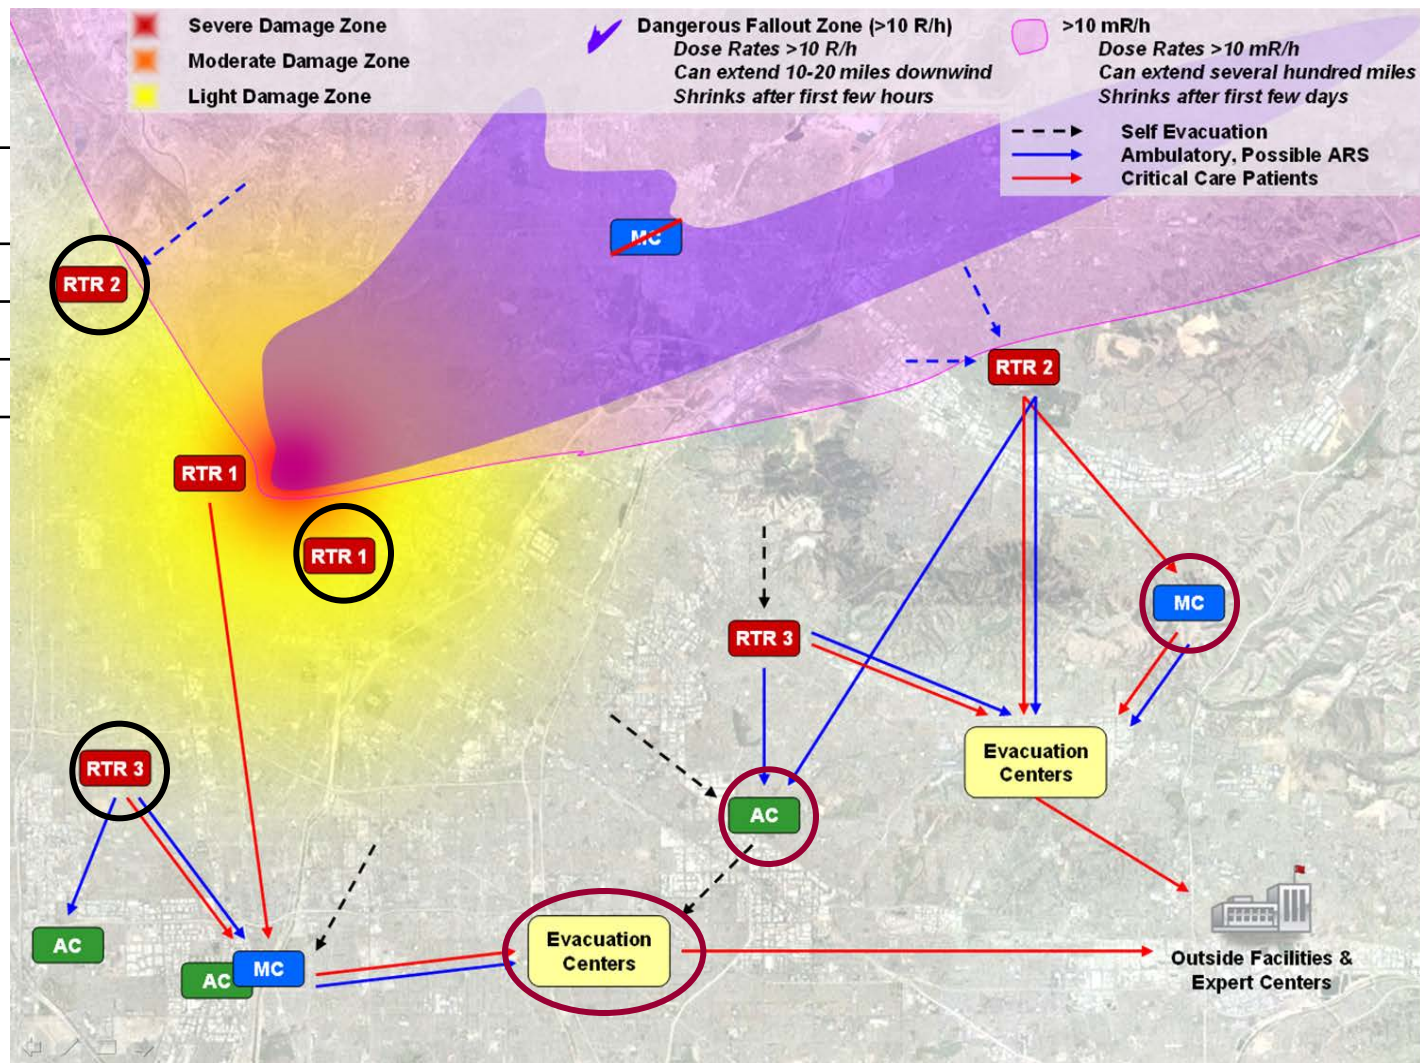 Severe Damage Zone
Moderate Damage Zone
Light Damage Zone
Dangerous Fallout Zone (>10 R/h)
Dose Rates >10 R/h
Can extend 10-20 miles downwind
Shrinks after first few hours
>10 mR/h
Dose Rates >10 mR/h
Can extend several hundred miles
Shrinks after first few days
Self Evacuation
Ambulatory, Possible ARS
Critical Care Patients
MC
RTR 2
RTR 2
RTR 1
RTR 1
MC
RTR 3
Evacuation
Centers
RTR 3
AC
AC
AC
MC
Evacuation
Centers
Outside Facilities &
Expert Centers